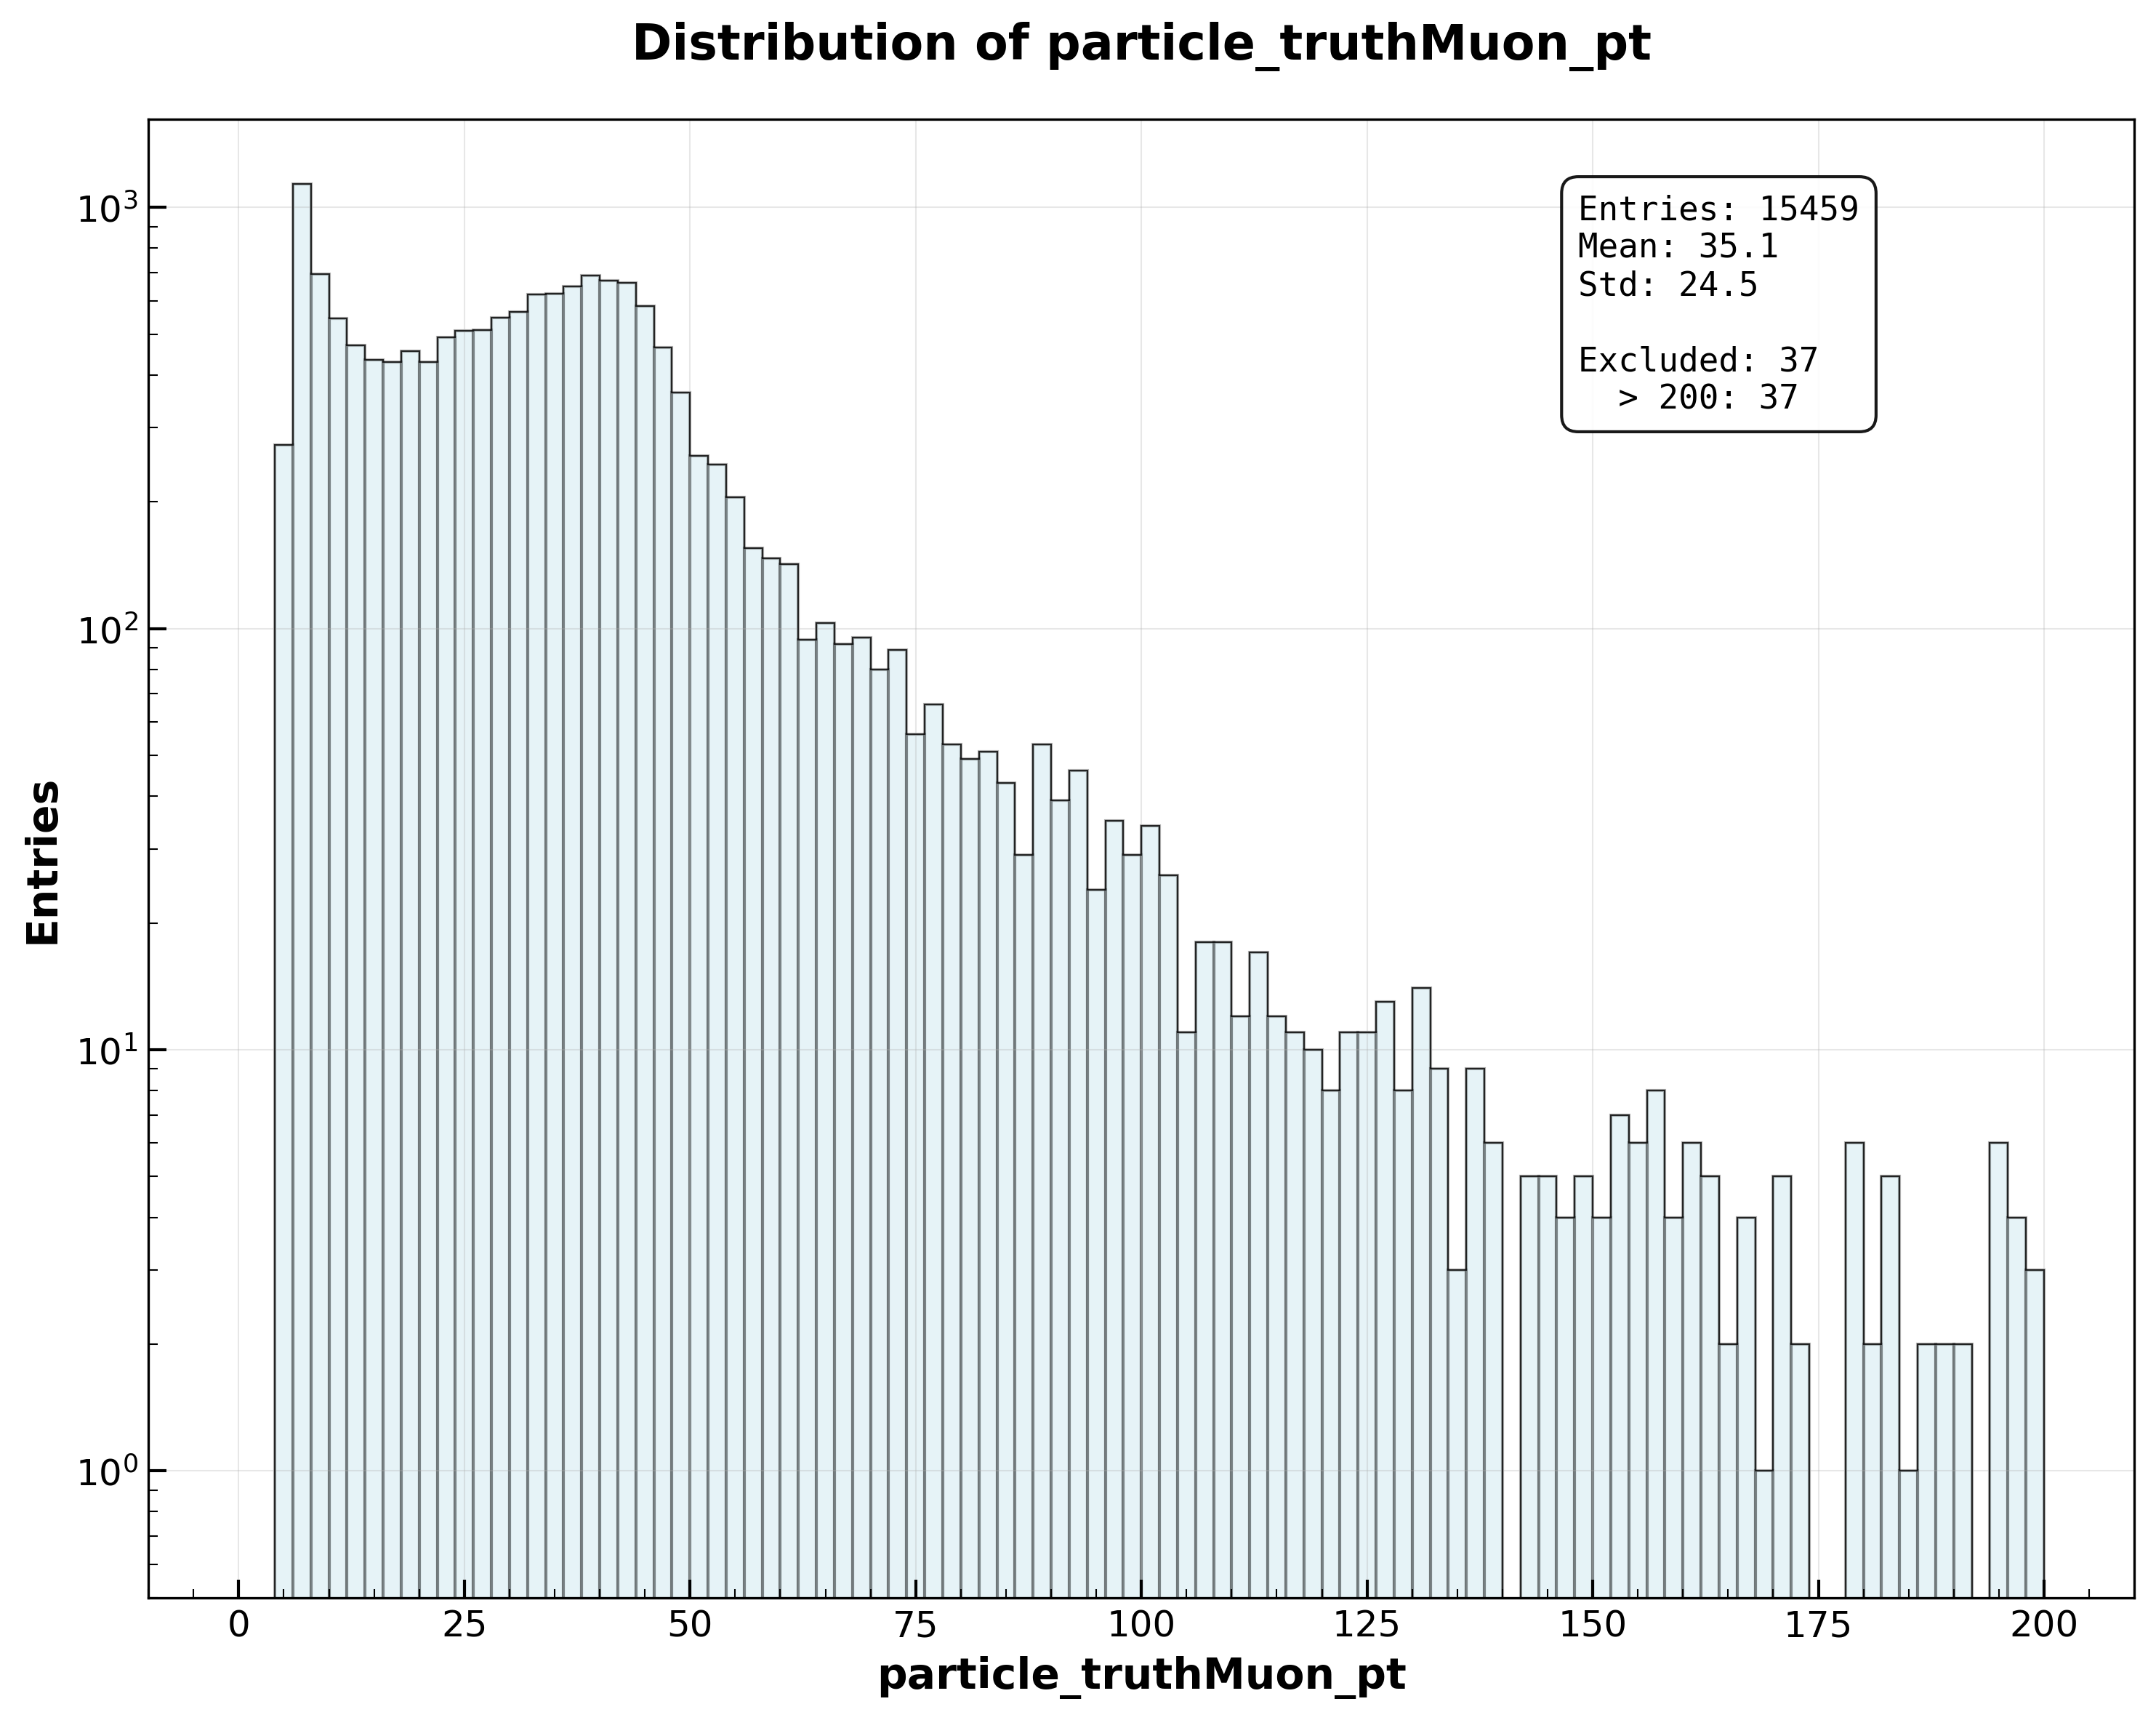 Distribution of particle_truthMuon_pt
Entries: 15459
Mean: 35.1
Std: 24.5
Excluded: 37
> 200: 37
Entries
10³
10²
10¹
10⁰
0 25 50 75 100 125 150 175 200
particle_truthMuon_pt